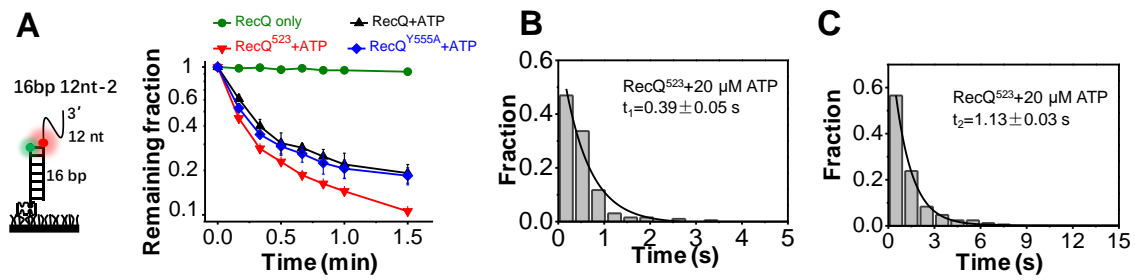 A
16bp 12nt-2
3′
12 nt
16 bp
RecQ only
RecQ+ATP
RecQ⁵²³+ATP
RecQ^Y555A+ATP
Remaining fraction
1
0.6
0.4
0.2
0.1
0.0
0.5
1.0
1.5
Time (min)
B
RecQ⁵²³+20 μM ATP
t₁=0.39±0.05 s
Fraction
0.6
0.4
0.2
0.0
0
1
2
3
4
5
Time (s)
C
RecQ⁵²³+20 μM ATP
t₂=1.13±0.03 s
Fraction
0.6
0.4
0.2
0.0
0
3
6
9
12
15
Time (s)